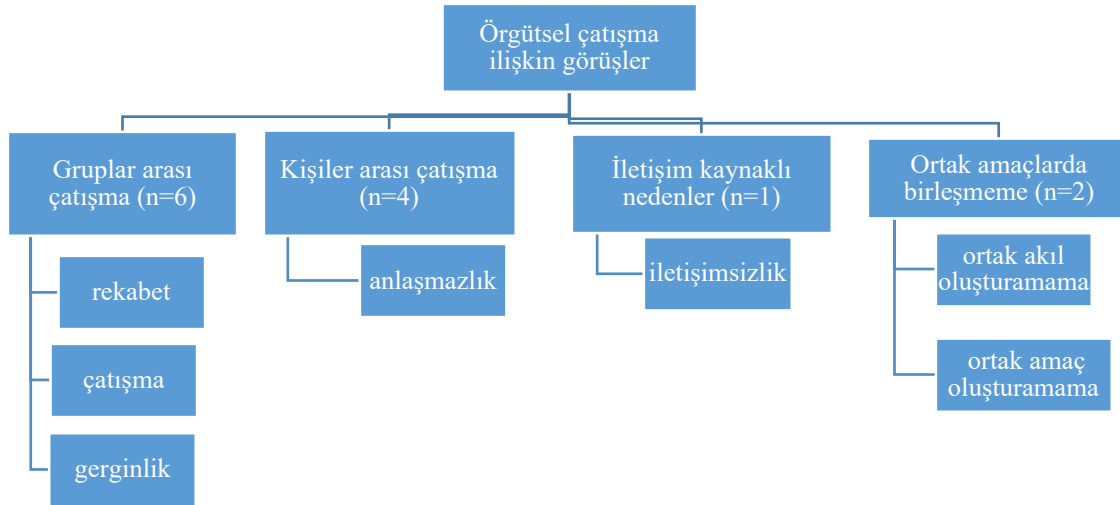 Örgütsel çatışma
ilişkin görüşler
Gruplar arası
çatışma (n=6)
rekabet
çatışma
gerginlik
Kişiler arası çatışma
(n=4)
anlaşmazlık
İletişim kaynaklı
nedenler (n=1)
iletişimsizlik
Ortak amaçlarda
birleşmeme (n=2)
ortak akıl
oluşturamama
ortak amaç
oluşturamama